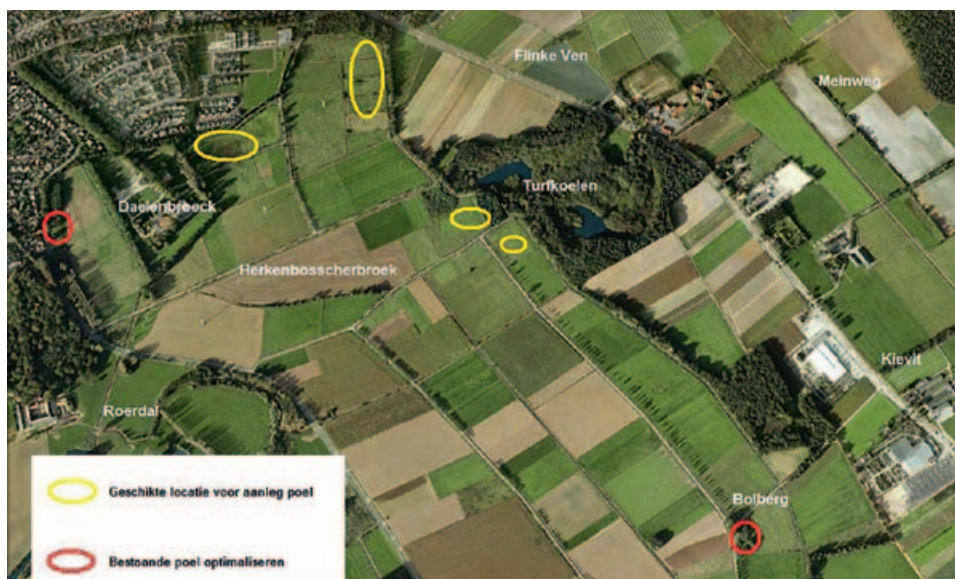 Flinke Ven
Meinweg
Turfkoelen
Daelenbroeck
Herkenbosscherbroek
Kievit
Roerdal
Bolberg
Geschikte locatie voor aanleg poel
Bestaande poel optimaliseren